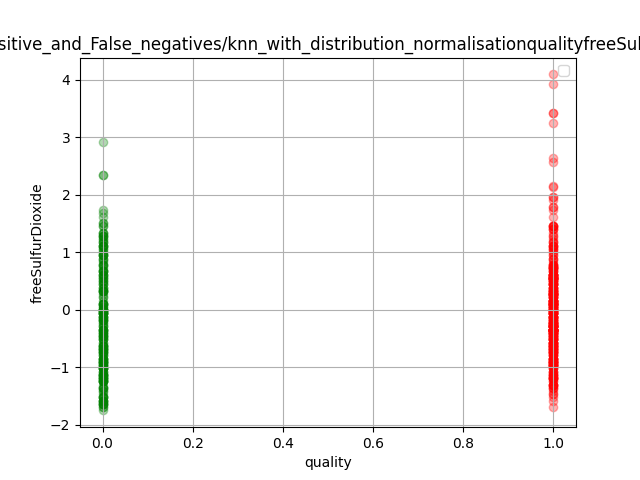 sitive_and_False_negatives/knn_with_distribution_normalisationqualityfreeSul
freeSulfurDioxide
4
3
2
1
0
−1
−2
0.0 0.2 0.4 0.6 0.8 1.0
quality